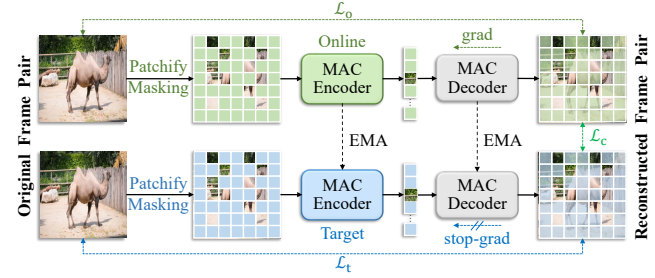 ℒo
Original Frame Pair
Patchify
Masking
Online
MAC
Encoder
grad
MAC
Decoder
Reconstructed Frame Pair
EMA
EMA
ℒc
Patchify
Masking
MAC
Encoder
Target
MAC
Decoder
stop-grad
ℒt